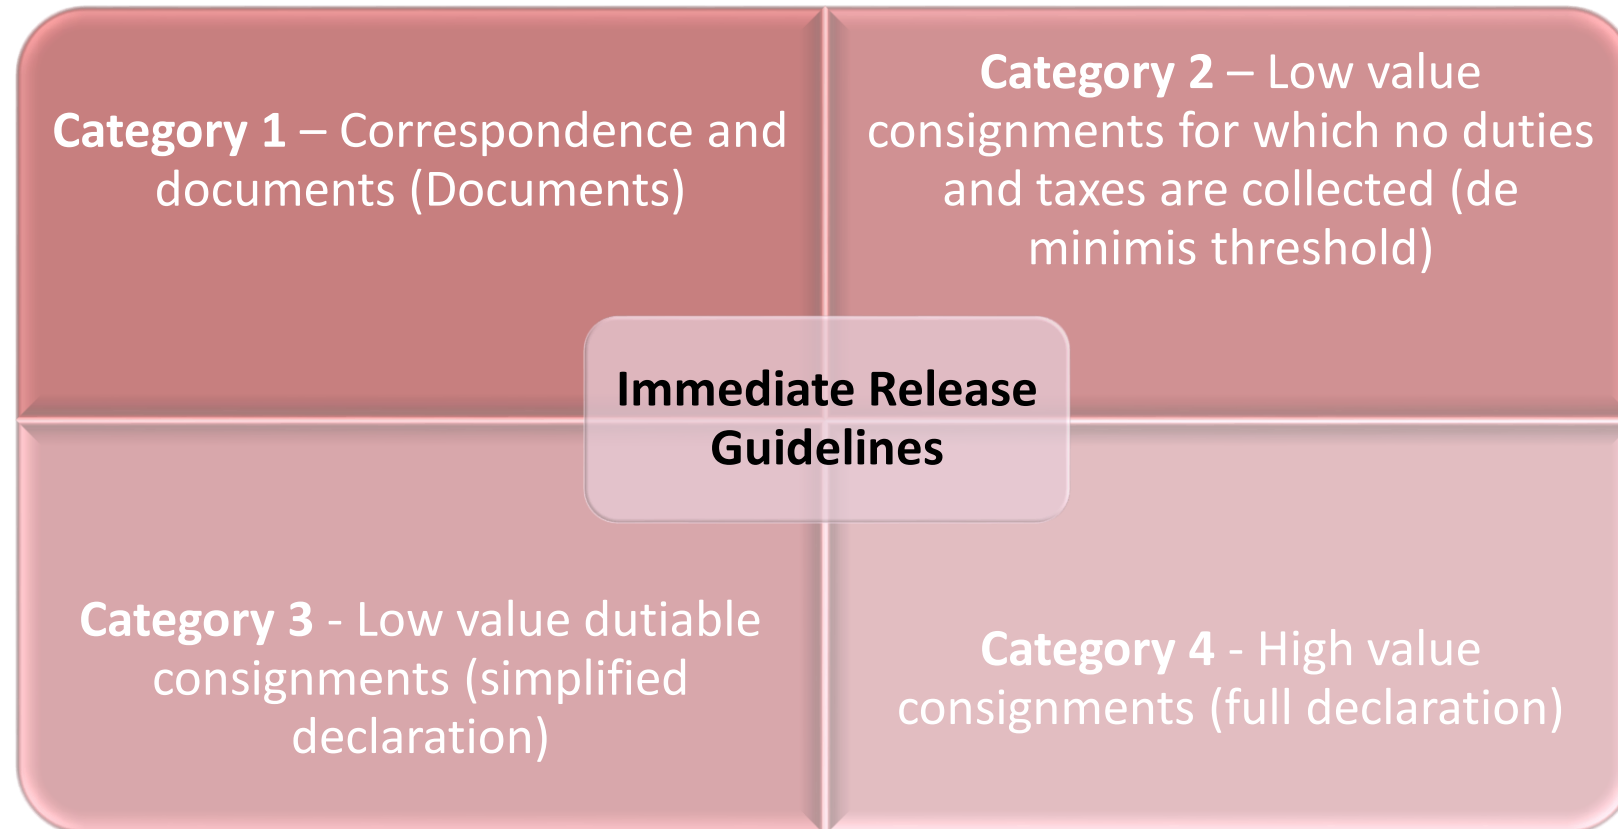 Category 1 – Correspondence and
documents (Documents)
Category 2 – Low value
consignments for which no duties
and taxes are collected (de
minimis threshold)
Immediate Release
Guidelines
Category 3 - Low value dutiable
consignments (simplified
declaration)
Category 4 - High value
consignments (full declaration)